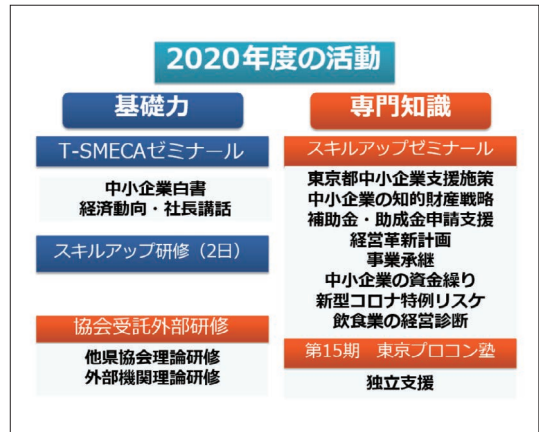 2020年度の活動
基礎力
T-SMECAゼミナール
中小企業白書
経済動向・社長講話
スキルアップ研修（2日）
協会受託外部研修
他県協会理論研修
外部機関理論研修
専門知識
スキルアップゼミナール
東京都中小企業支援施策
中小企業の知的財産戦略
補助金・助成金申請支援
経営革新計画
事業承継
中小企業の資金繰り
新型コロナ特例リスケ
飲食業の経営診断
第15期　東京プロコン塾
独立支援